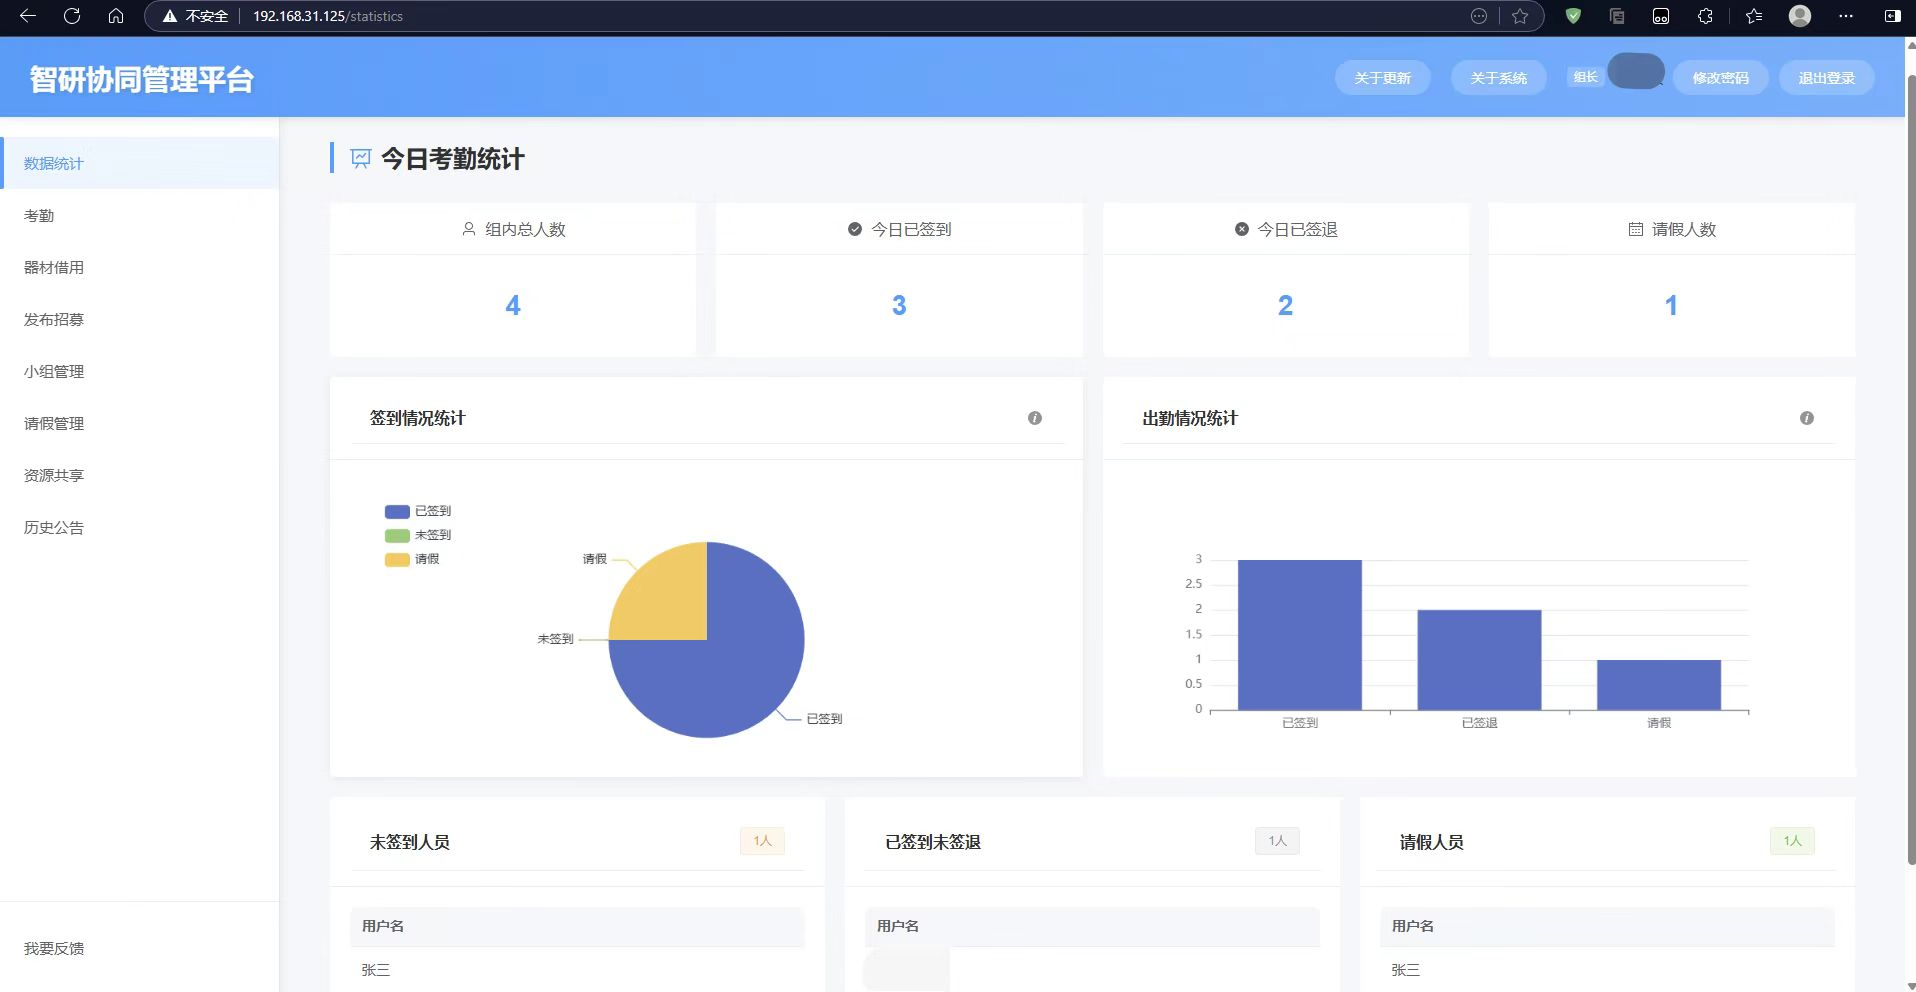 不安全 192.168.31.125/statistics
智研协同管理平台
关于更新 关于系统 组长 修改密码 退出登录
数据统计
考勤
器材借用
发布招募
小组管理
请假管理
资源共享
历史公告
我要反馈
今日考勤统计
组内总人数
4
今日已签到
3
今日已签退
2
请假人数
1
签到情况统计
已签到
未签到
请假
请假
未签到
已签到
出勤情况统计
3
2.5
2
1.5
1
0.5
0
已签到 已签退 请假
未签到人员 1人
用户名
张三
已签到未签退 1人
用户名
请假人员 1人
用户名
张三